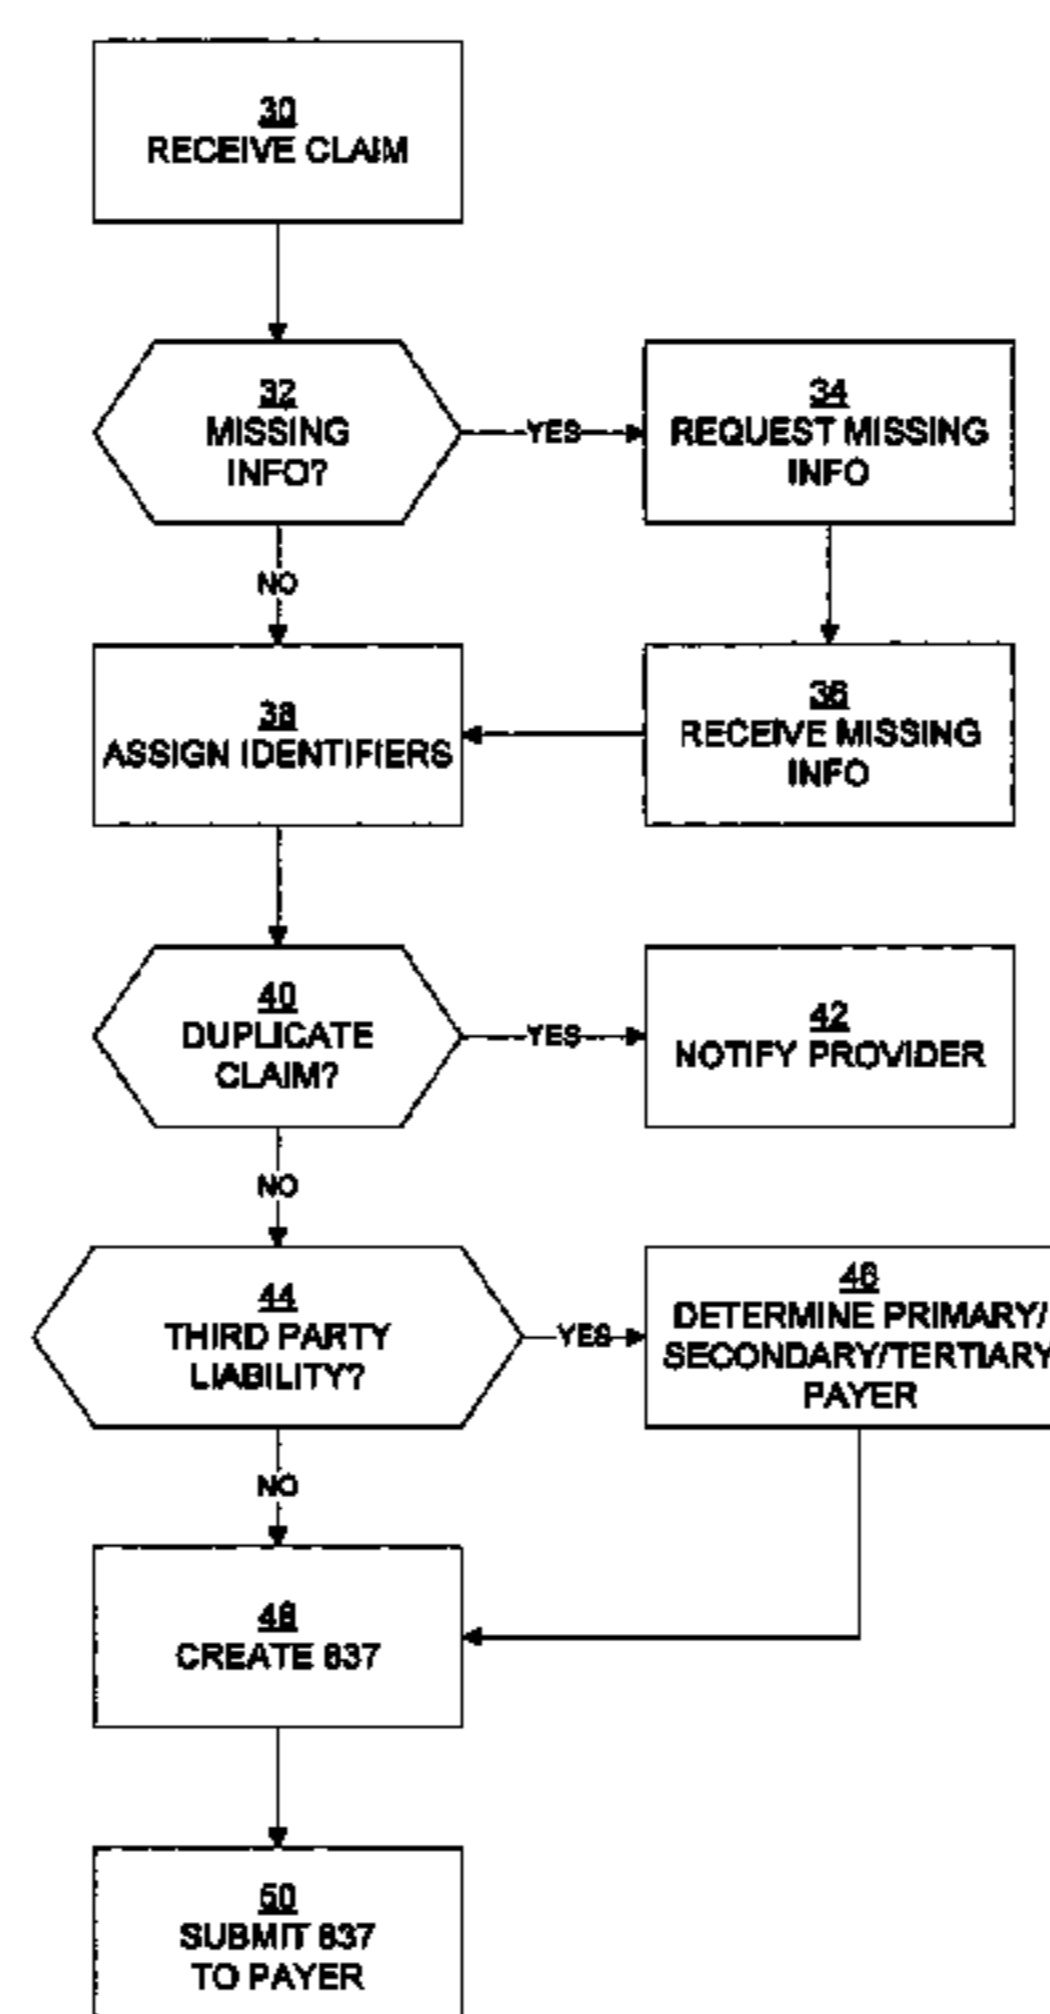 30
RECEIVE CLAIM
32
MISSING
INFO?
YES
34
REQUEST MISSING
INFO
NO
38
ASSIGN IDENTIFIERS
36
RECEIVE MISSING
INFO
40
DUPLICATE
CLAIM?
YES
42
NOTIFY PROVIDER
NO
44
THIRD PARTY
LIABILITY?
YES
46
DETERMINE PRIMARY/
SECONDARY/TERTIARY
PAYER
NO
48
CREATE 837
50
SUBMIT 837
TO PAYER